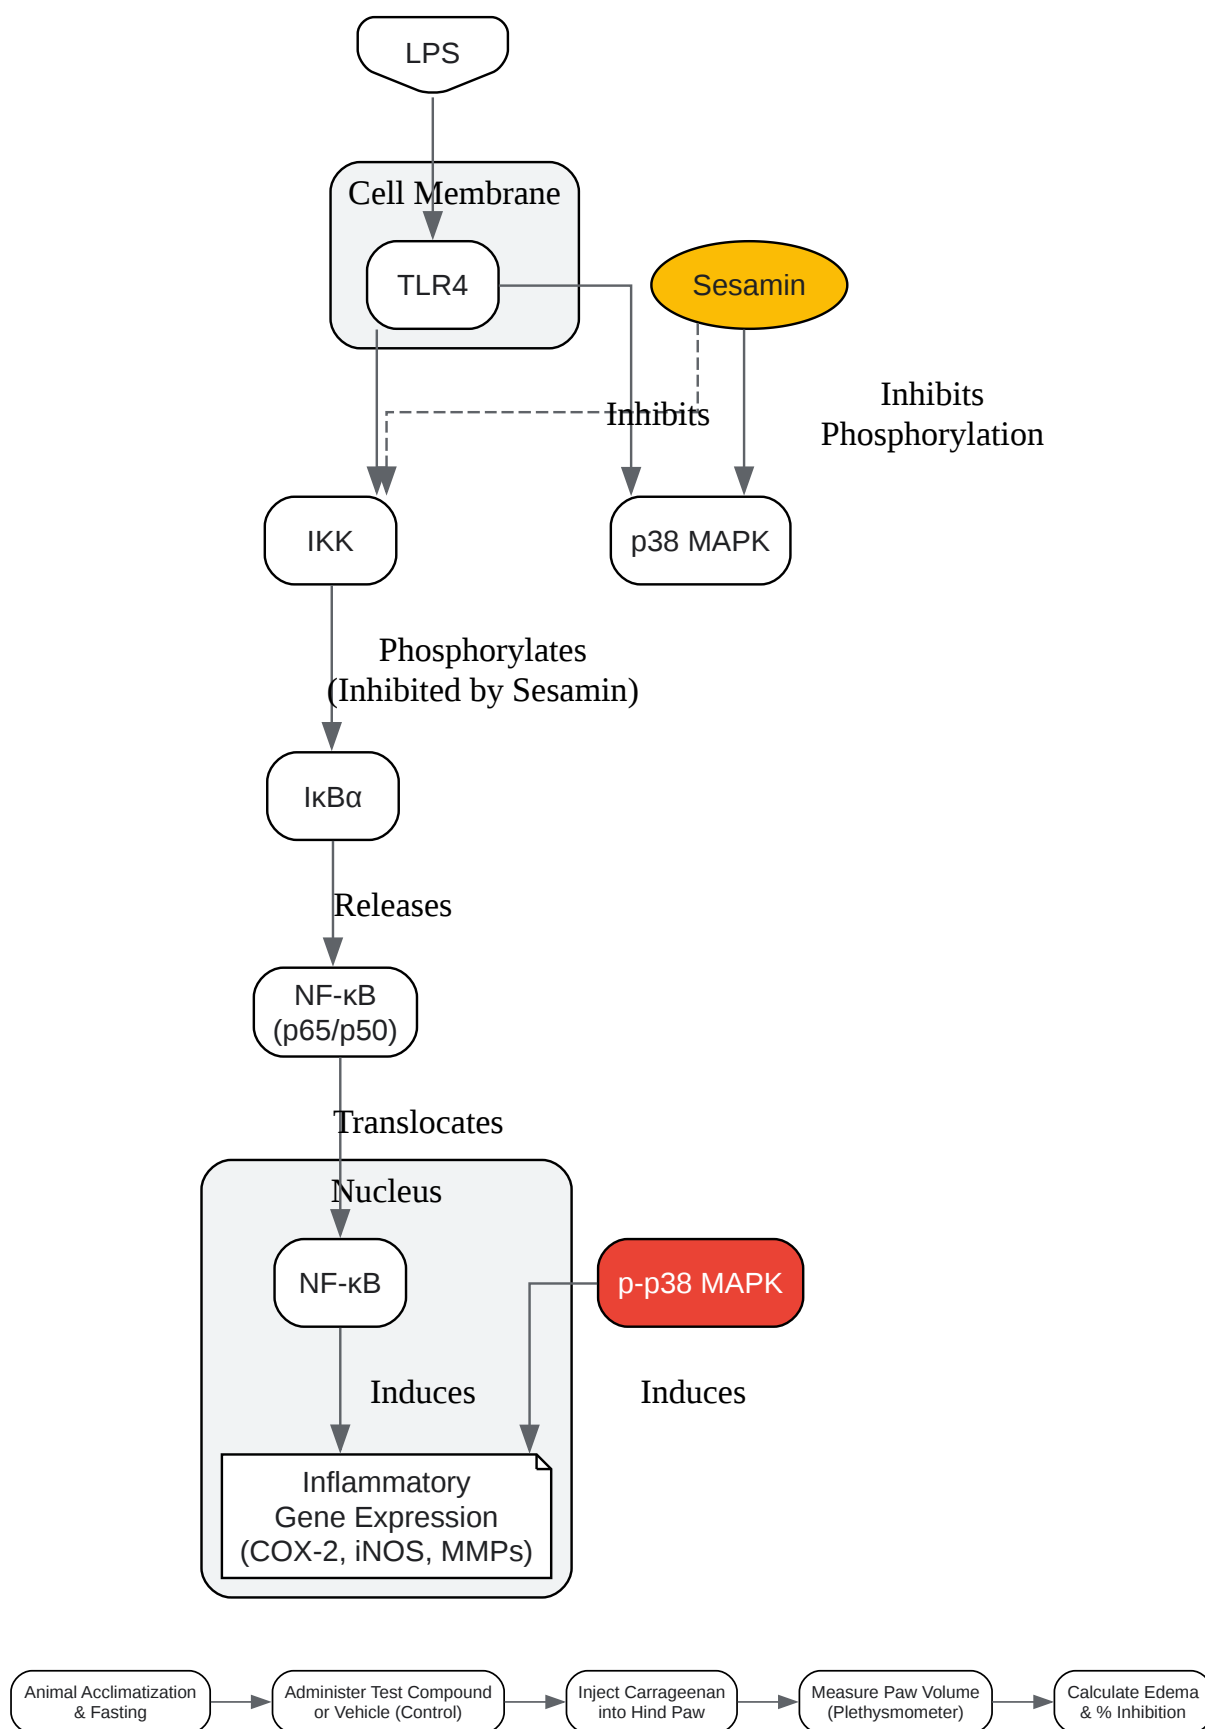 LPS
Cell Membrane
TLR4
Sesamin
Inhibits
Inhibits
Phosphorylation
IKK
p38 MAPK
Phosphorylates
(Inhibited by Sesamin)
IκBα
Releases
NF-κB
(p65/p50)
Translocates
Nucleus
NF-κB
p-p38 MAPK
Induces
Induces
Inflammatory
Gene Expression
(COX-2, iNOS, MMPs)
Animal Acclimatization
& Fasting
Administer Test Compound
or Vehicle (Control)
Inject Carrageenan
into Hind Paw
Measure Paw Volume
(Plethysmometer)
Calculate Edema
& % Inhibition